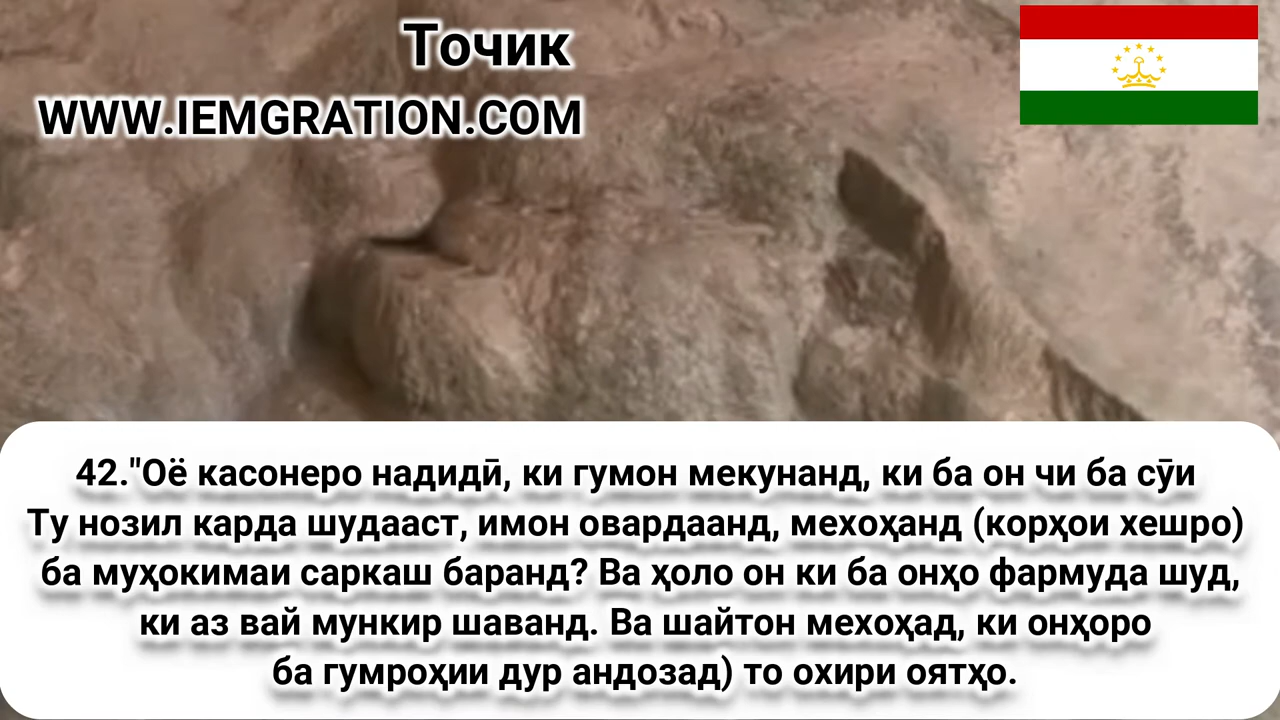 Точик
WWW.IEMGRATION.COM
42."Оё касонеро надидӣ, ки гумон мекунанд, ки ба он чи ба сӯи
Ту нозил карда шудааст, имон овардаанд, мехоҳанд (корҳои хешро)
ба муҳокимаи саркаш баранд? Ва ҳоло он ки ба онҳо фармуда шуд,
ки аз вай мункир шаванд. Ва шайтон мехоҳад, ки онҳоро
ба гумроҳии дур андозад) то охири оятҳо.